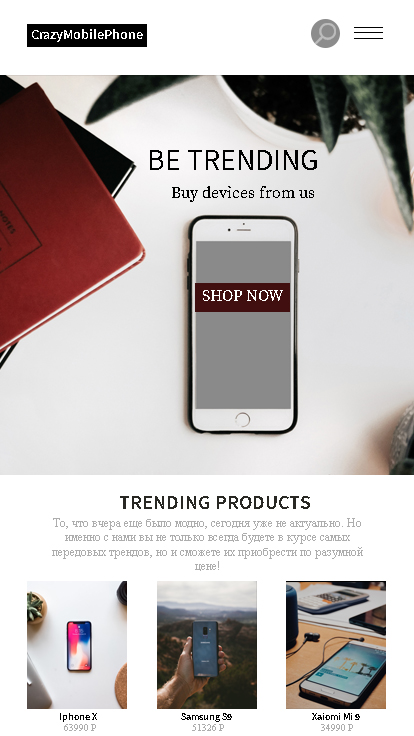 CrazyMobilePhone
BE TRENDING
Buy devices from us
SHOP NOW
TRENDING PRODUCTS
То, что вчера еще было модно, сегодня уже не актуально. Но
именно с нами вы не только всегда будете в курсе самых
передовых трендов, но и сможете их приобрести по разумной
цене!
Iphone X
63990 Р
Samsung S9
51326 Р
Xaiomi Mi 9
34990 Р